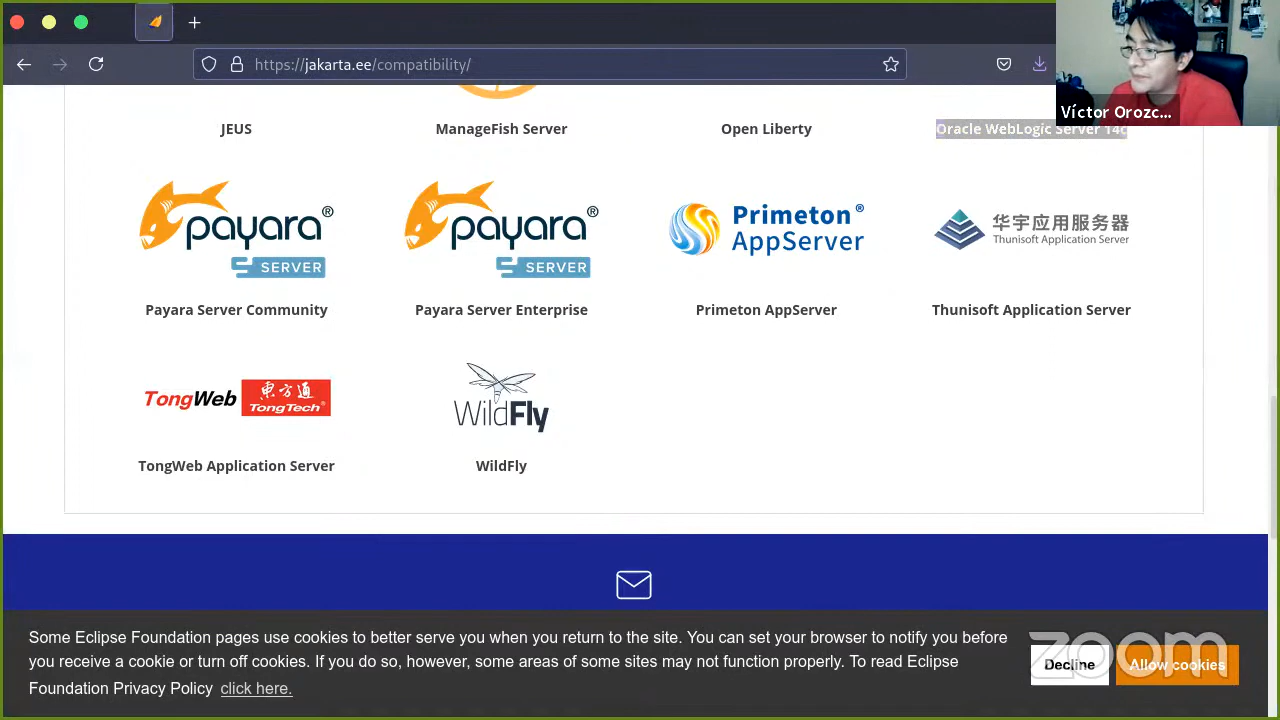 https://jakarta.ee/compatibility/
Víctor Orozc...
JEUS
ManageFish Server
Open Liberty
Oracle WebLogic Server 14c
payara®
SERVER
payara®
SERVER
Primeton®
AppServer
华宇应用服务器
Thunisoft Application Server
Payara Server Community
Payara Server Enterprise
Primeton AppServer
Thunisoft Application Server
TongWeb
東方通
TongTech®
WildFly
TongWeb Application Server
WildFly
Some Eclipse Foundation pages use cookies to better serve you when you return to the site. You can set your browser to notify you before
you receive a cookie or turn off cookies. If you do so, however, some areas of some sites may not function properly. To read Eclipse
Foundation Privacy Policy click here.
Decline
Allow cookies
zoom